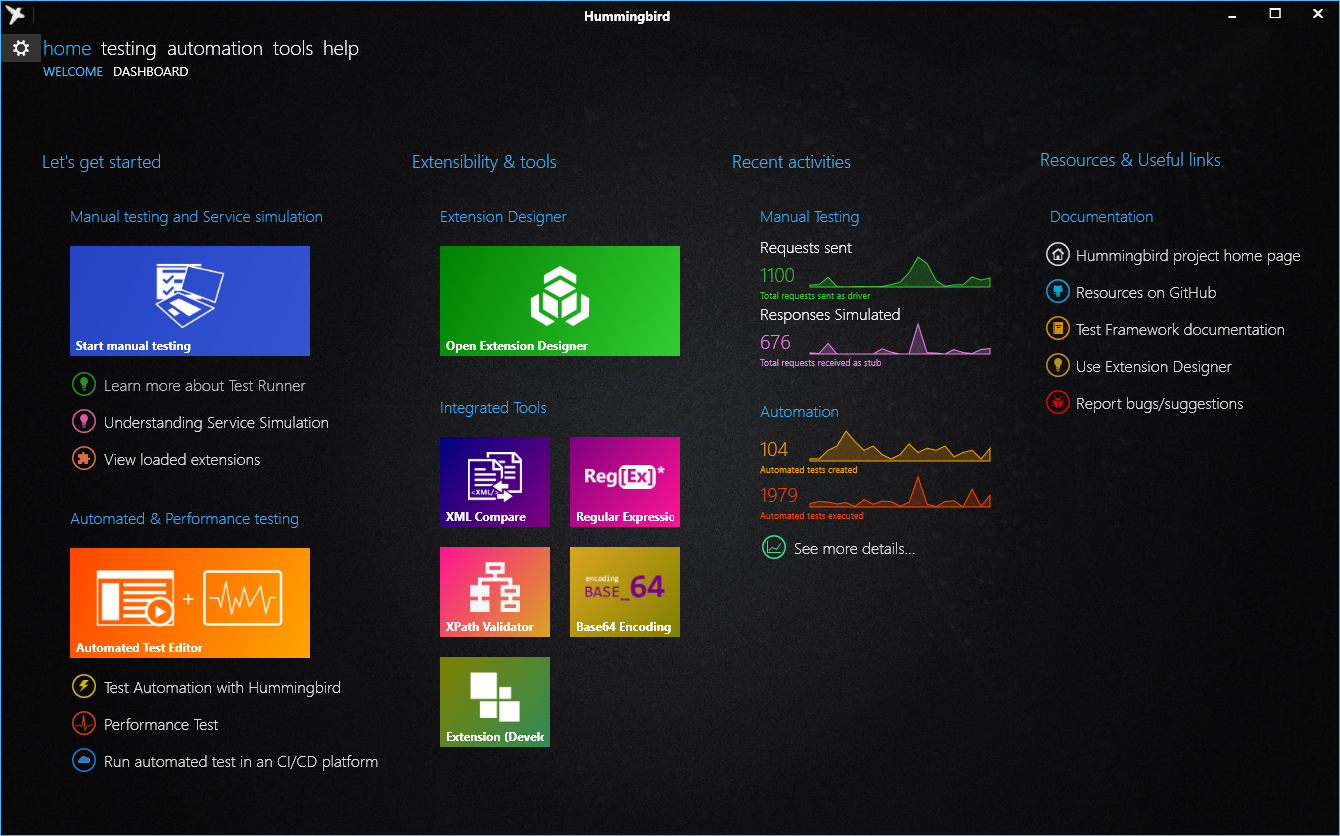 Hummingbird
home testing automation tools help
WELCOME DASHBOARD
Let's get started
Manual testing and Service simulation
Start manual testing
Learn more about Test Runner
Understanding Service Simulation
View loaded extensions
Automated & Performance testing
+
Automated Test Editor
Test Automation with Hummingbird
Performance Test
Run automated test in an CI/CD platform
Extensibility & tools
Extension Designer
Open Extension Designer
Integrated Tools
<XML/>
XML Compare
Reg[Ex]*
Regular Expressio
XPath Validator
encoding
BASE_64
Base64 Encoding
Extension (Devek
Recent activities
Manual Testing
Requests sent
1100
Total requests sent as driver
Responses Simulated
676
Total requests received as stub
Automation
104
Automated tests created
1979
Automated tests executed
See more details...
Resources & Useful links
Documentation
Hummingbird project home page
Resources on GitHub
Test Framework documentation
Use Extension Designer
Report bugs/suggestions